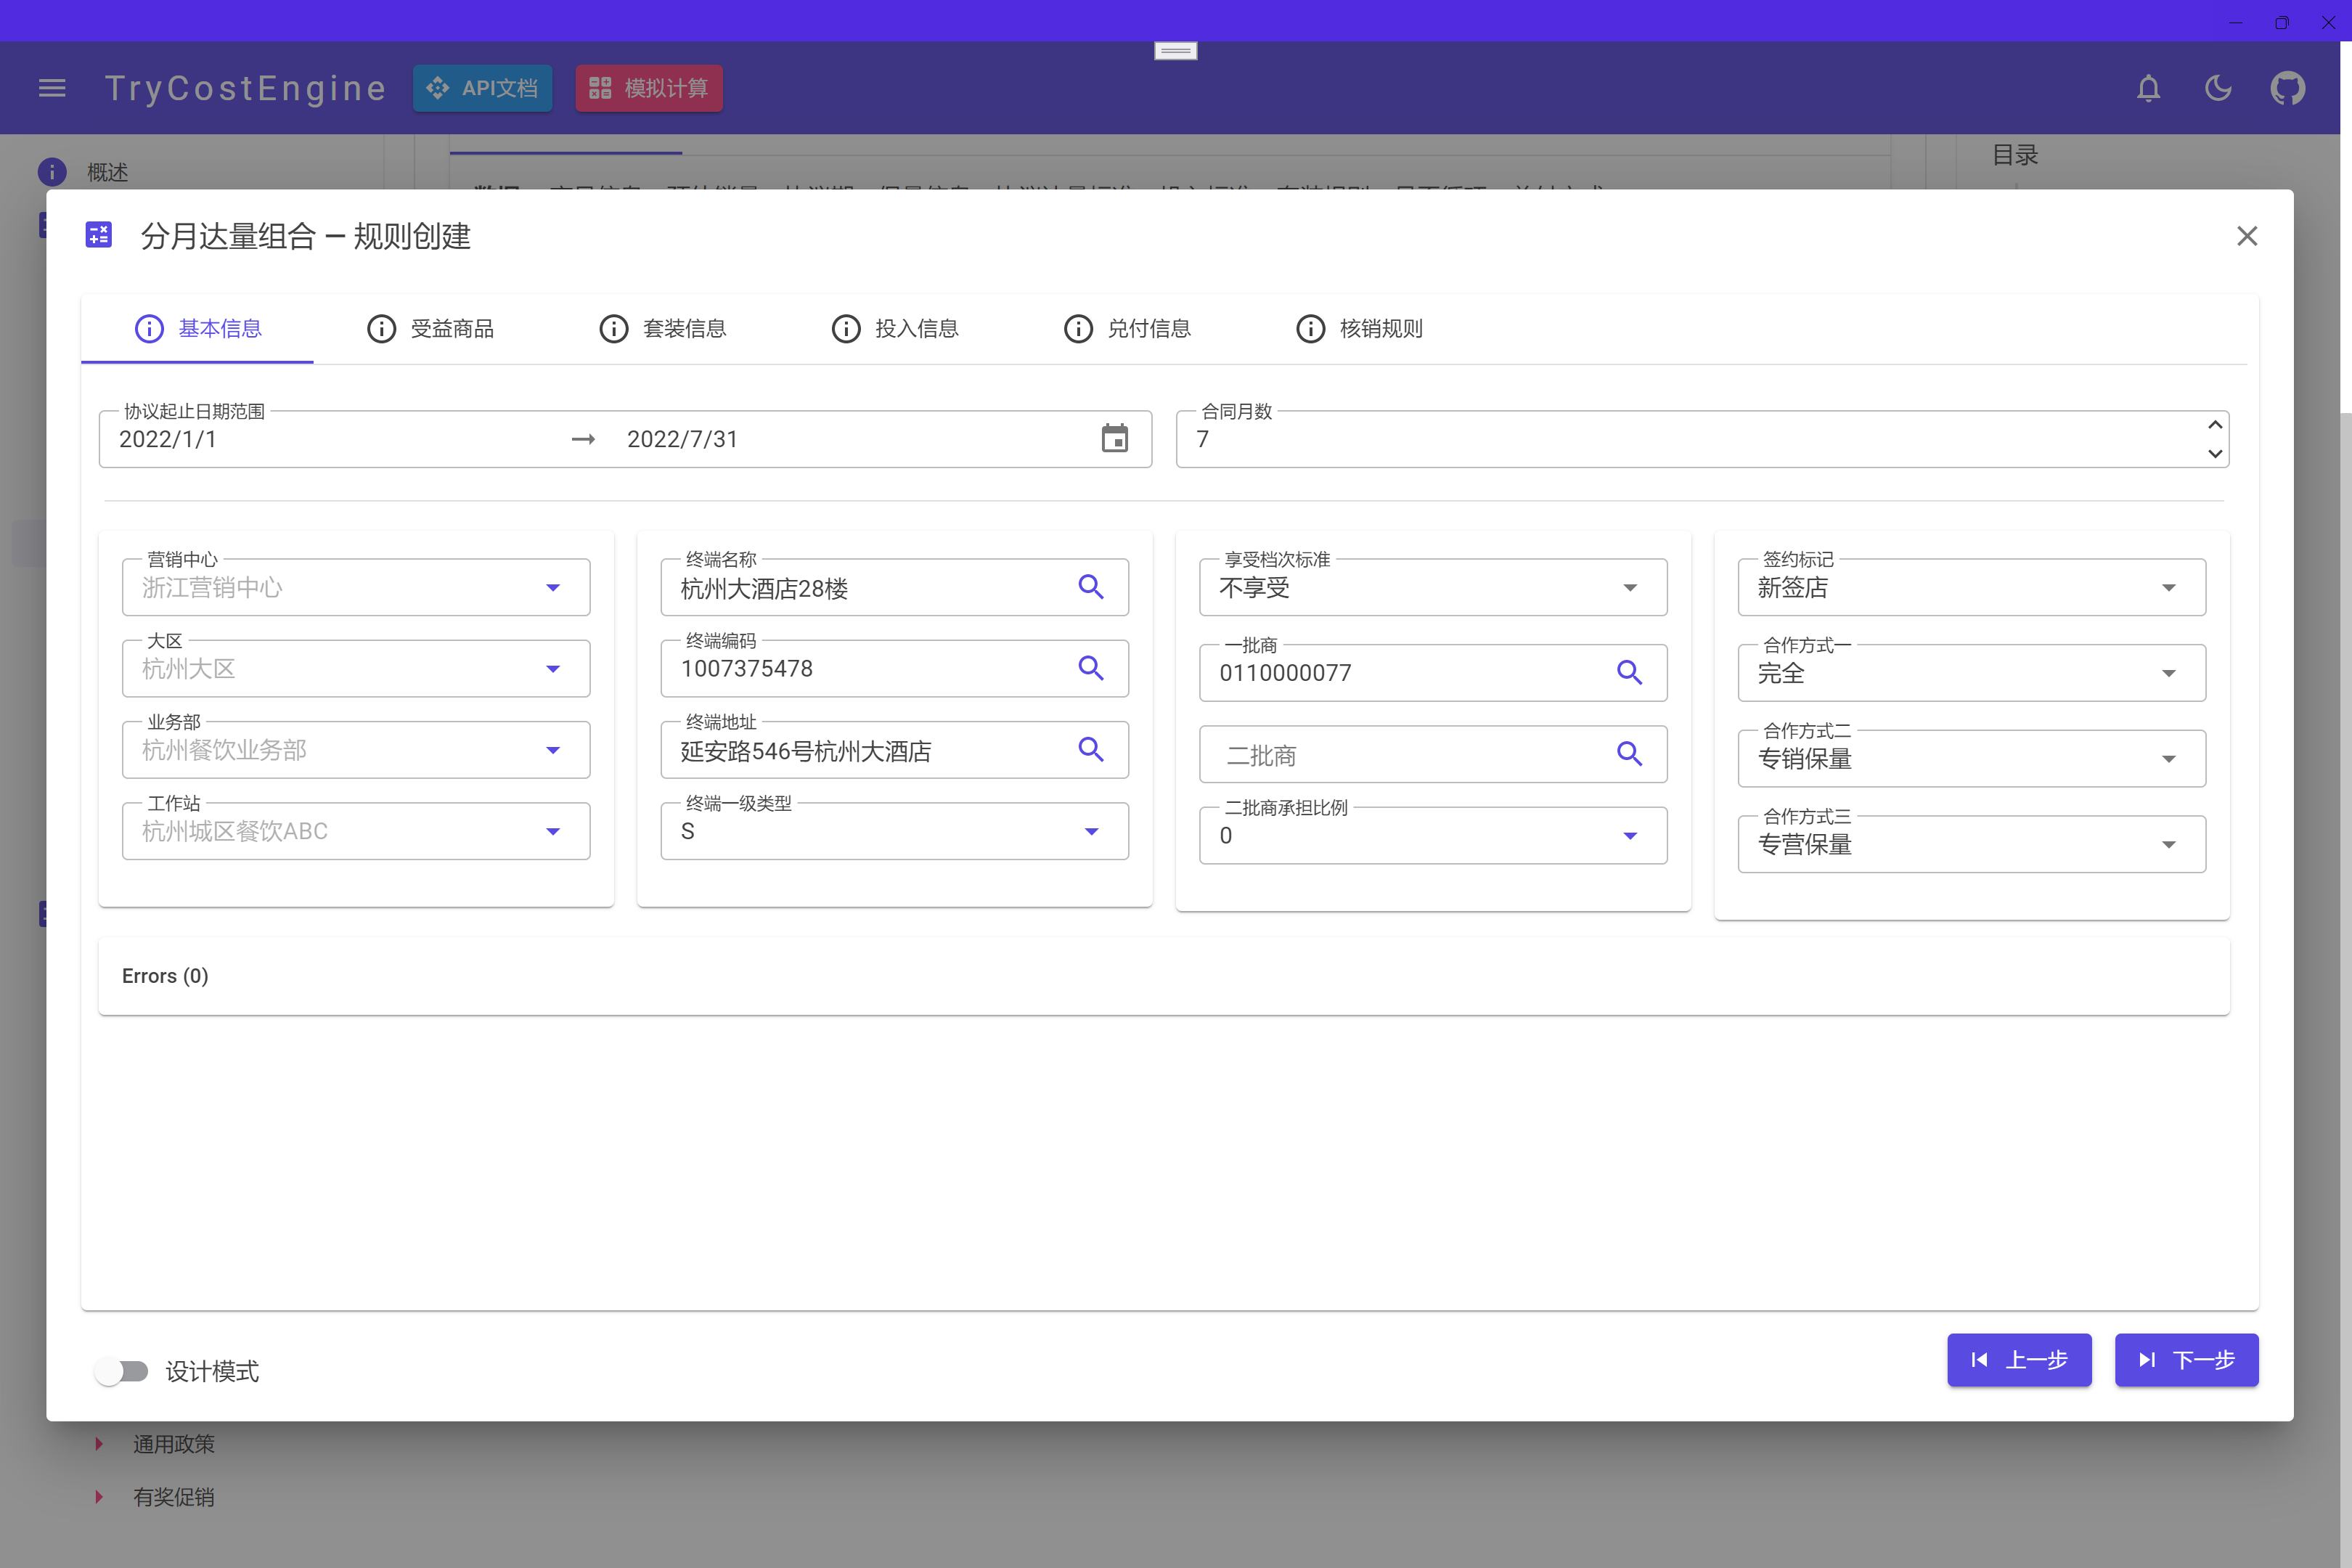 TryCostEngine
API文档
模拟计算
概述
目录
分月达量组合 — 规则创建
基本信息
受益商品
套装信息
投入信息
兑付信息
核销规则
协议起止日期范围
2022/1/1 → 2022/7/31
合同月数
7
营销中心
浙江营销中心
大区
杭州大区
业务部
杭州餐饮业务部
工作站
杭州城区餐饮ABC
终端名称
杭州大酒店28楼
终端编码
1007375478
终端地址
延安路546号杭州大酒店
终端一级类型
S
享受档次标准
不享受
一批商
0110000077
二批商
二批商承担比例
0
签约标记
新签店
合作方式一
完全
合作方式二
专销保量
合作方式三
专营保量
Errors (0)
设计模式
上一步
下一步
通用政策
有奖促销